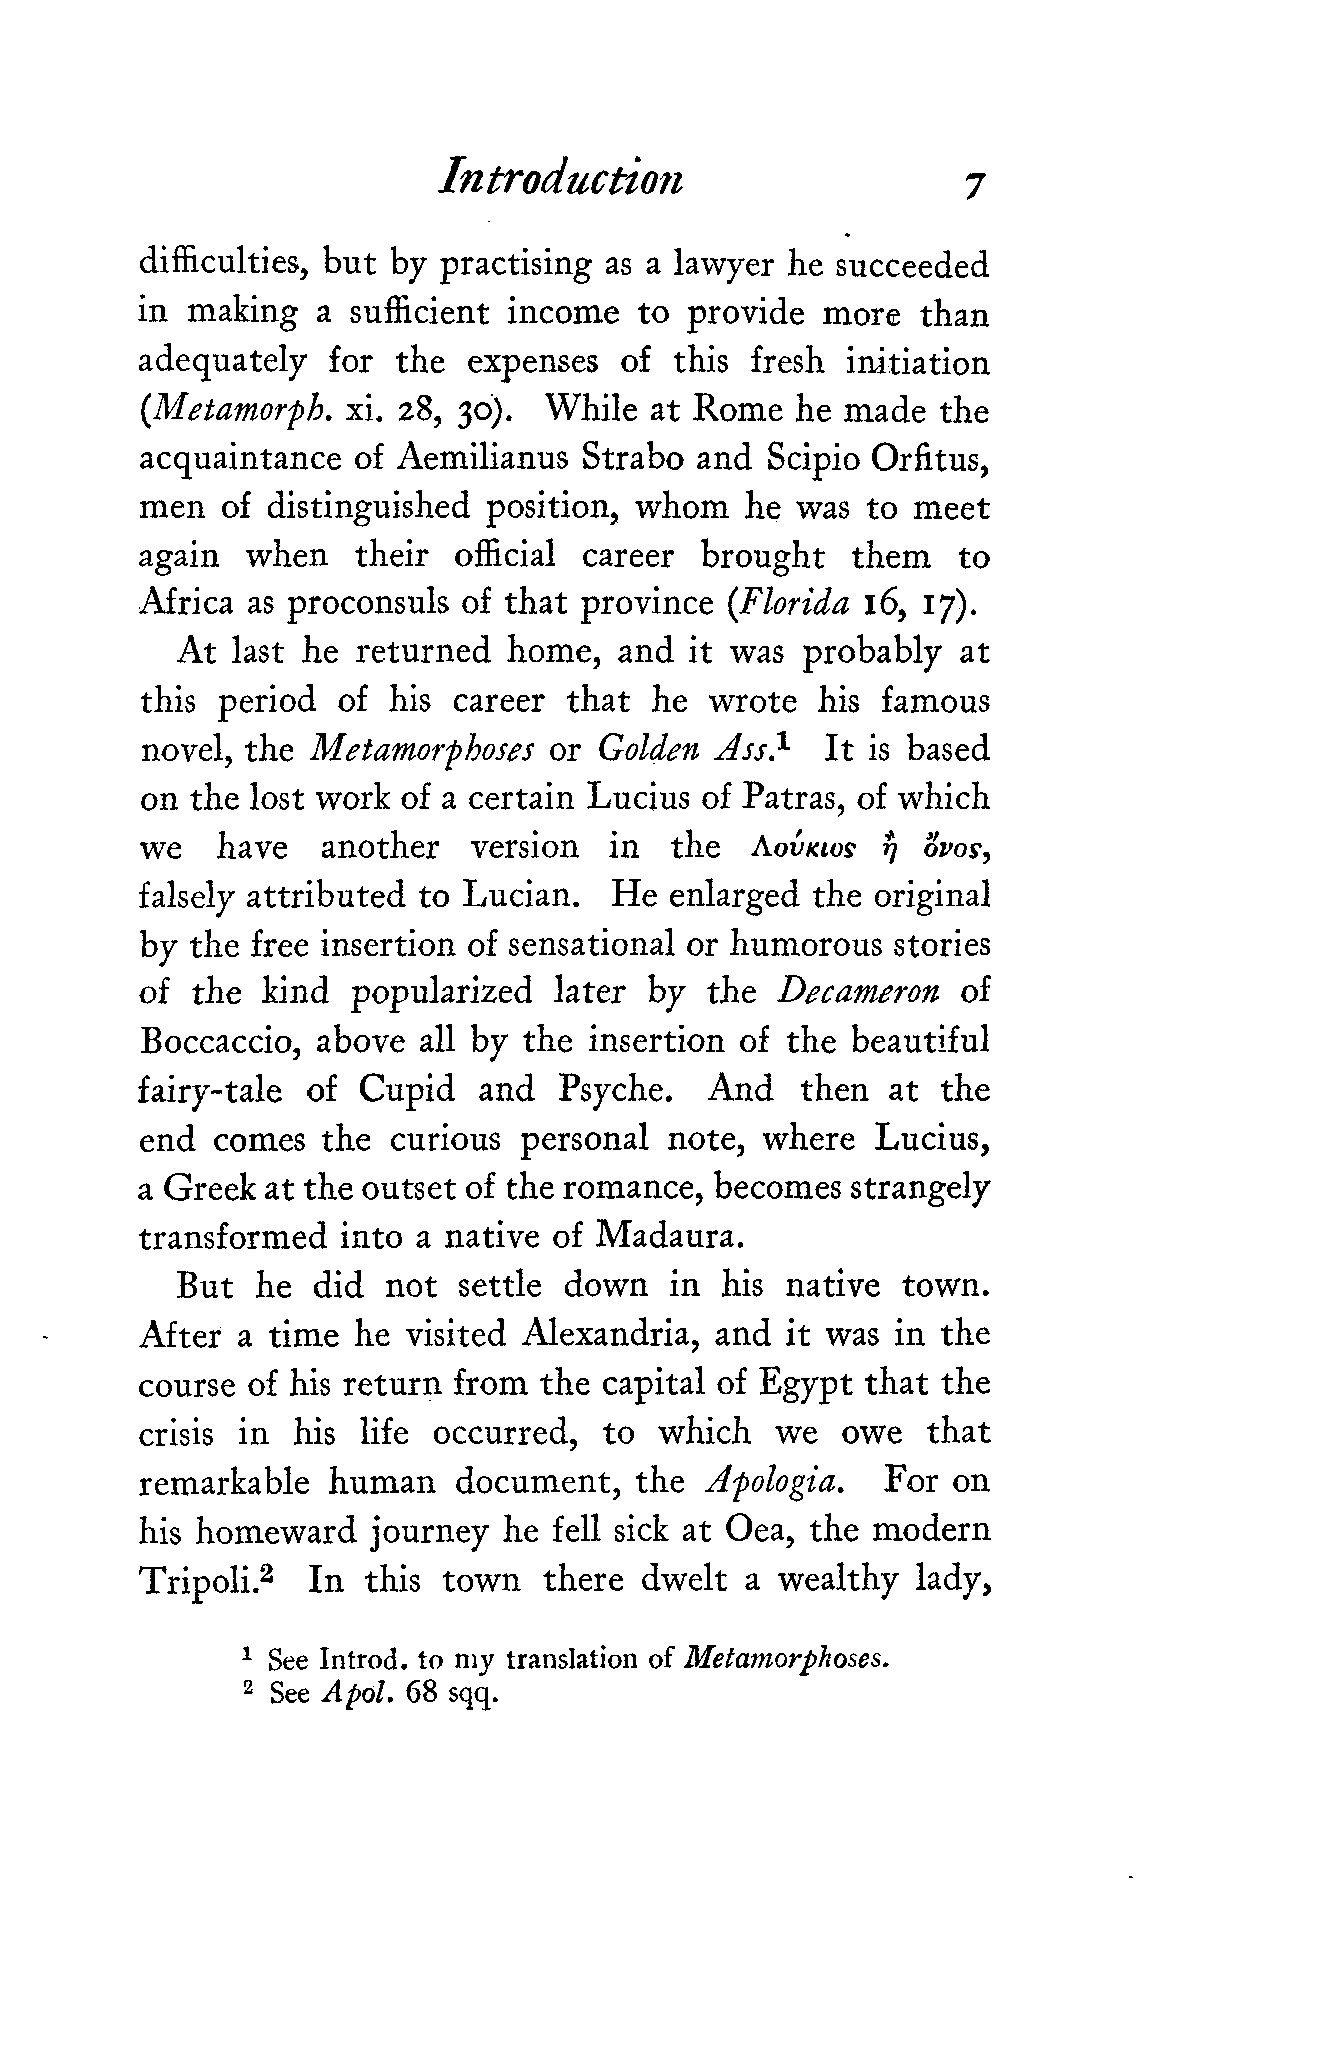 Introduction 7
difficulties, but by practising as a lawyer he succeeded
in making a sufficient income to provide more than
adequately for the expenses of this fresh initiation
(Metamorph. xi. 28, 30). While at Rome he made the
acquaintance of Aemilianus Strabo and Scipio Orfitus,
men of distinguished position, whom he was to meet
again when their official career brought them to
Africa as proconsuls of that province (Florida 16, 17).
At last he returned home, and it was probably at
this period of his career that he wrote his famous
novel, the Metamorphoses or Golden Ass.¹ It is based
on the lost work of a certain Lucius of Patras, of which
we have another version in the Λούκιος ἢ ὄνος,
falsely attributed to Lucian. He enlarged the original
by the free insertion of sensational or humorous stories
of the kind popularized later by the Decameron of
Boccaccio, above all by the insertion of the beautiful
fairy-tale of Cupid and Psyche. And then at the
end comes the curious personal note, where Lucius,
a Greek at the outset of the romance, becomes strangely
transformed into a native of Madaura.
But he did not settle down in his native town.
After a time he visited Alexandria, and it was in the
course of his return from the capital of Egypt that the
crisis in his life occurred, to which we owe that
remarkable human document, the Apologia. For on
his homeward journey he fell sick at Oea, the modern
Tripoli.² In this town there dwelt a wealthy lady,
¹ See Introd. to my translation of Metamorphoses.
² See Apol. 68 sqq.